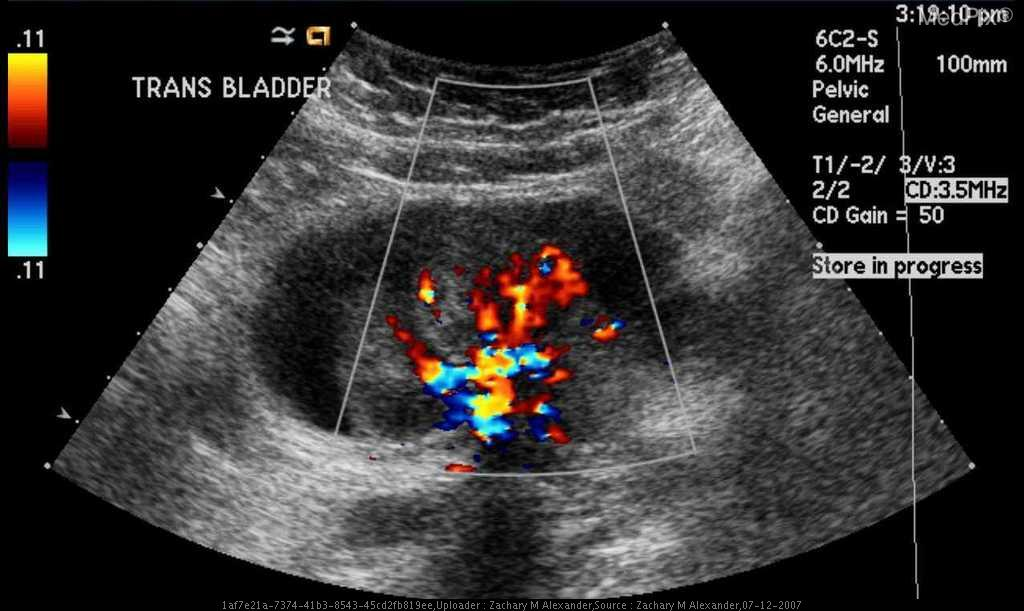 3:19:10 pm
MedPix®
.11
6C2-S
6.0MHz 100mm
TRANS BLADDER
Pelvic
General
T1/-2/ 3/V:3
2/2 CD:3.5MHz
CD Gain = 50
.11
Store in progress
1af7e21a-7374-41b3-8543-45cd2fb819ee,Uploader : Zachary M Alexander,Source : Zachary M Alexander,07-12-2007